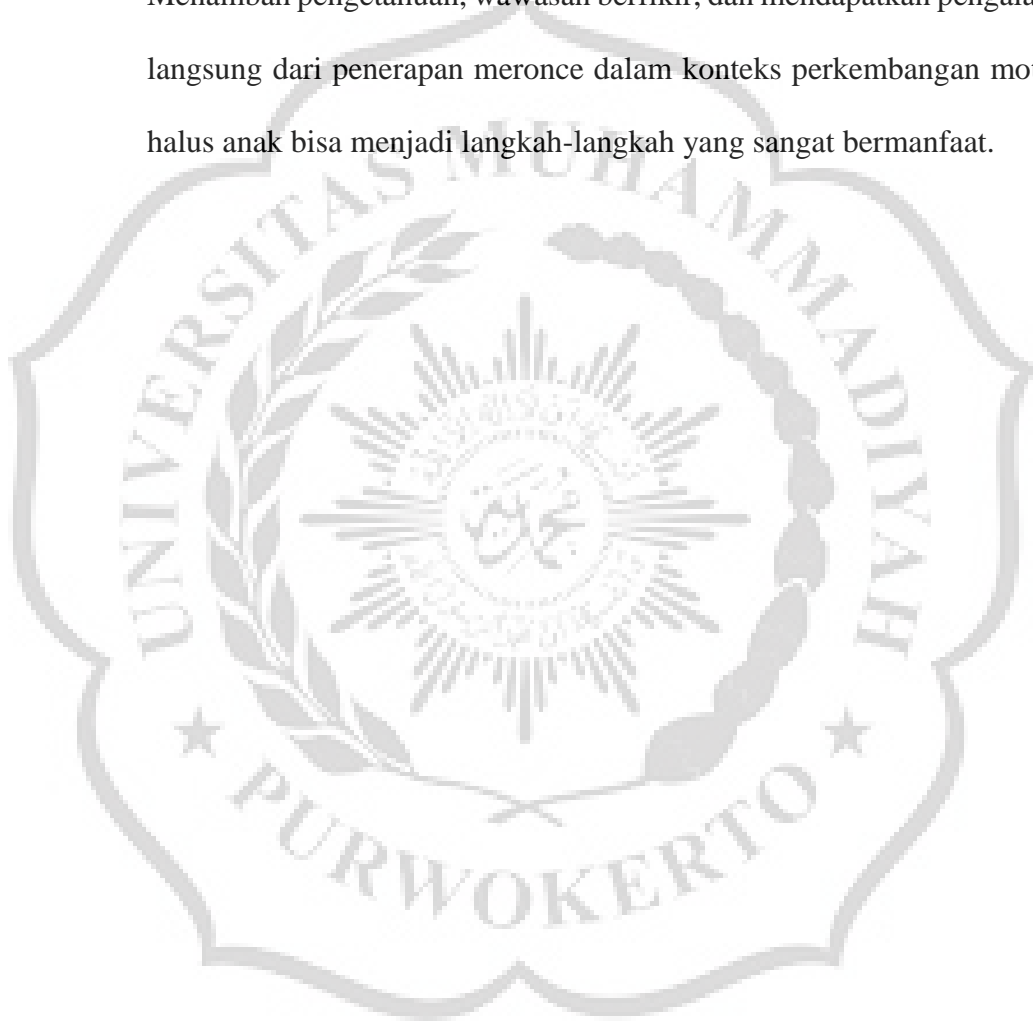 Menambah pengetahuan, wawasan berfikir, dan mendapatkan
langsung dari penerapan meronce dalam konteks perkembangan
halus anak bisa menjadi langkah-langkah yang sangat bermanfaat.
UNIVERSITAS MUHAMMADIYAH
★ PURWOKERTO ★